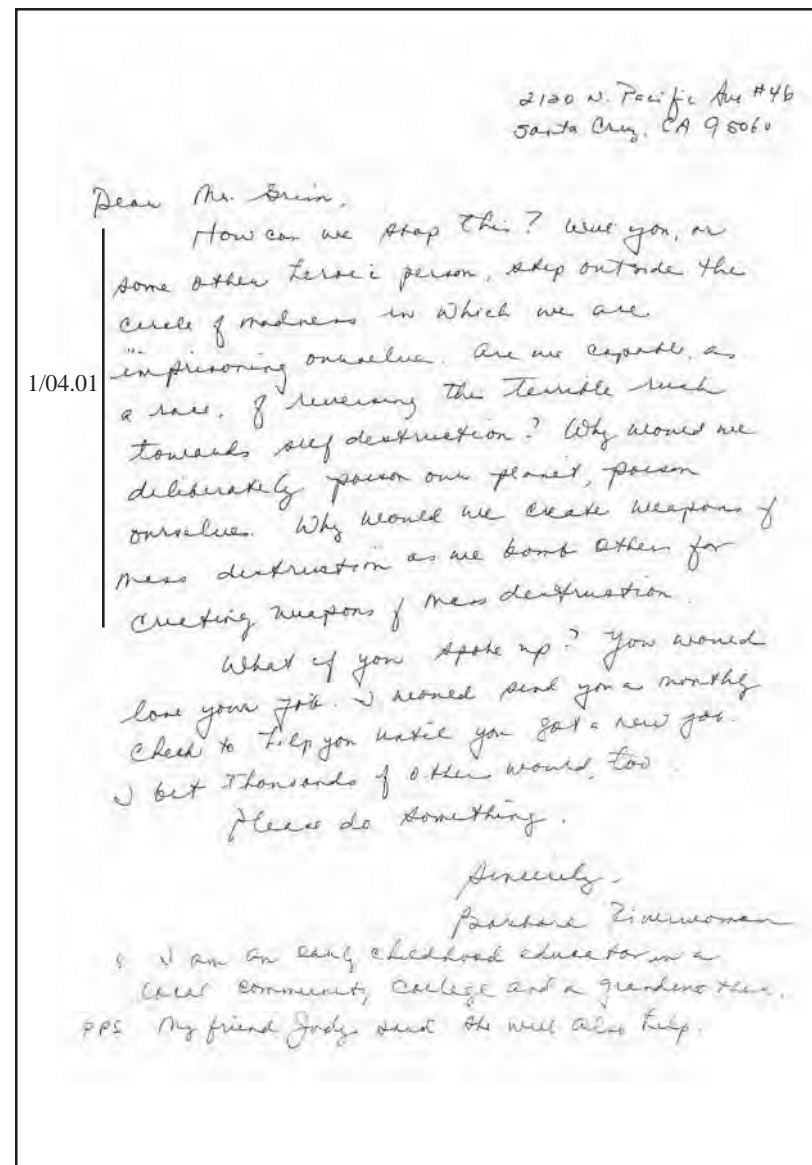 2120 N. Pacific Ave #46
Santa Cruz, CA 95060
Dear Mr. Grim,
How can we stop this? Will you, or
some other heroic person, step outside the
circle of madness in which we are
imprisoning ourselves. Are we capable, as
1/04.01
a race, of reversing the terrible rush
towards self destruction? Why would we
deliberately poison our planet, poison
ourselves. Why would we create weapons of
mass destruction as we bomb others for
creating weapons of mass destruction.
What if you spoke up? You would
lose your job. I would send you a monthly
check to help you until you got a new job.
I bet thousands of others would, too.
Please do something.
Sincerely,
Barbara
I am an early childhood educator in a
local community college and a grandmother.
PPS My friend Judy said she will also help.